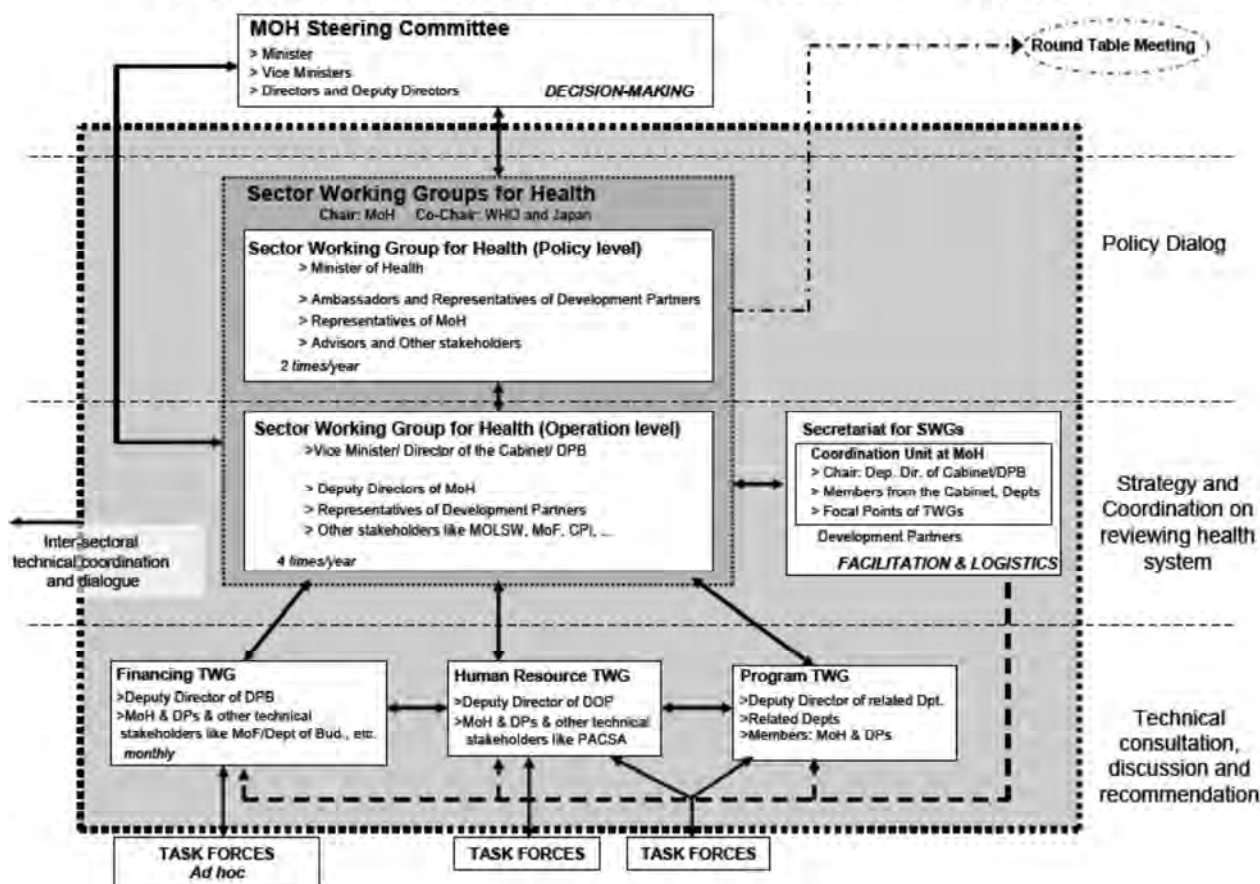 MOH Steering Committee
> Minister
> Vice Ministers
> Directors and Deputy Directors
DECISION-MAKING
Round Table Meeting
Sector Working Groups for Health
Chair: MoH Co-Chair: WHO and Japan
Sector Working Group for Health (Policy level)
> Minister of Health
> Ambassadors and Representatives of Development Partners
> Representatives of MoH
> Advisors and Other stakeholders
2 times/year
Policy Dialog
Sector Working Group for Health (Operation level)
>Vice Minister/ Director of the Cabinet/ DPB
> Deputy Directors of MoH
> Representatives of Development Partners
> Other stakeholders like MOLSW, MoF, CPI, ...
4 times/year
Secretariat for SWGs
Coordination Unit at MoH
> Chair: Dep. Dir. of Cabinet/DPB
> Members from the Cabinet, Depts
> Focal Points of TWGs
Development Partners
FACILITATION & LOGISTICS
Strategy and
Coordination on
reviewing health
system
Inter-sectoral
technical coordination
and dialogue
Financing TWG
>Deputy Director of DPB
>MoH & DPs & other technical
stakeholders like MoF/Dept of Bud., etc.
monthly
Human Resource TWG
>Deputy Director of DOP
>MoH & DPs & other technical
stakeholders like PACSA
Program TWG
>Deputy Director of related Dpt.
>Related Depts
>Members: MoH & DPs
Technical
consultation,
discussion and
recommendation
TASK FORCES
Ad hoc
TASK FORCES
TASK FORCES